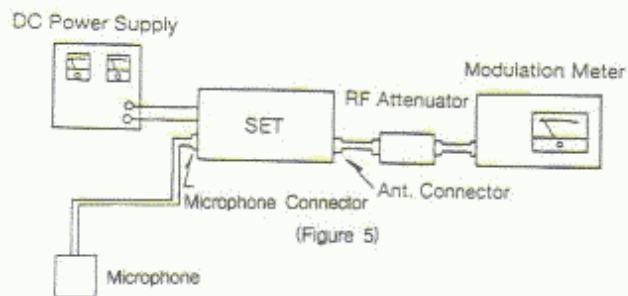 DC Power Supply
Modulation Meter
RF Attenuator
SET
Microphone Connector
Ant. Connector
(Figure 5)
Microphone